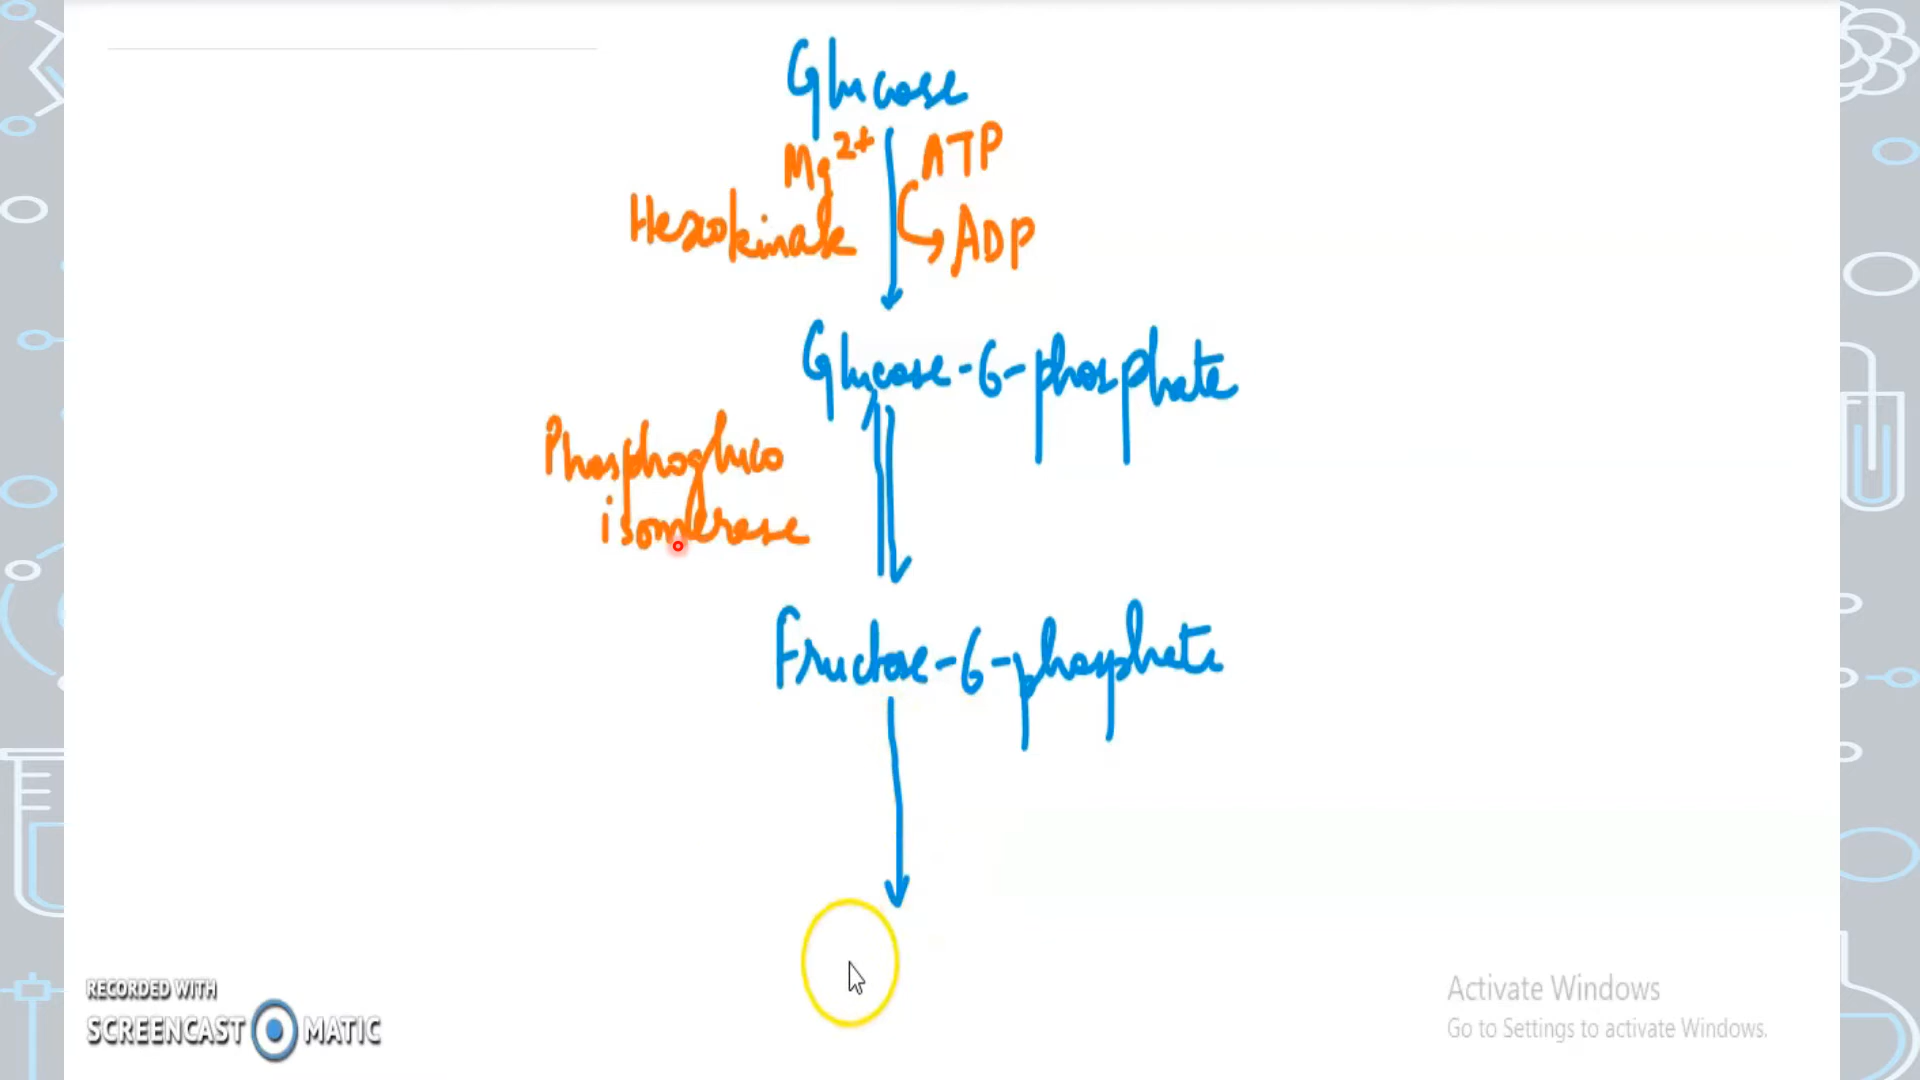 Glucose
Mg2+ ATP
Hexokinase ADP
Glucose-6-phosphate
Phosphogluco
isomerase
Fructose-6-phosphate
RECORDED WITH
SCREENCAST MATIC
Activate Windows
Go to Settings to activate Windows.